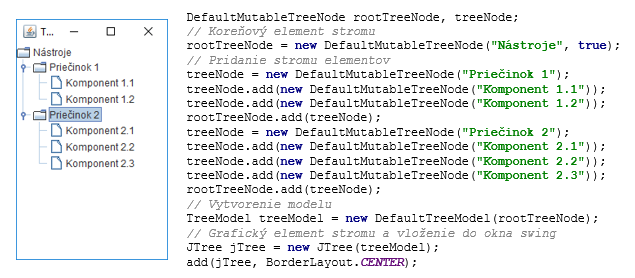 T...
Nástroje
Priečinok 1
Komponent 1.1
Komponent 1.2
Priečinok 2
Komponent 2.1
Komponent 2.2
Komponent 2.3
DefaultMutableTreeNode rootTreeNode, treeNode;
// Koreňový element stromu
rootTreeNode = new DefaultMutableTreeNode("Nástroje", true);
// Pridanie stromu elementov
treeNode = new DefaultMutableTreeNode("Priečinok 1");
treeNode.add(new DefaultMutableTreeNode("Komponent 1.1"));
treeNode.add(new DefaultMutableTreeNode("Komponent 1.2"));
rootTreeNode.add(treeNode);
treeNode = new DefaultMutableTreeNode("Priečinok 2");
treeNode.add(new DefaultMutableTreeNode("Komponent 2.1"));
treeNode.add(new DefaultMutableTreeNode("Komponent 2.2"));
treeNode.add(new DefaultMutableTreeNode("Komponent 2.3"));
rootTreeNode.add(treeNode);
// Vytvorenie modelu
TreeModel treeModel = new DefaultTreeModel(rootTreeNode);
// Grafický element stromu a vloženie do okna swing
JTree jTree = new JTree(treeModel);
add(jTree, BorderLayout.CENTER);